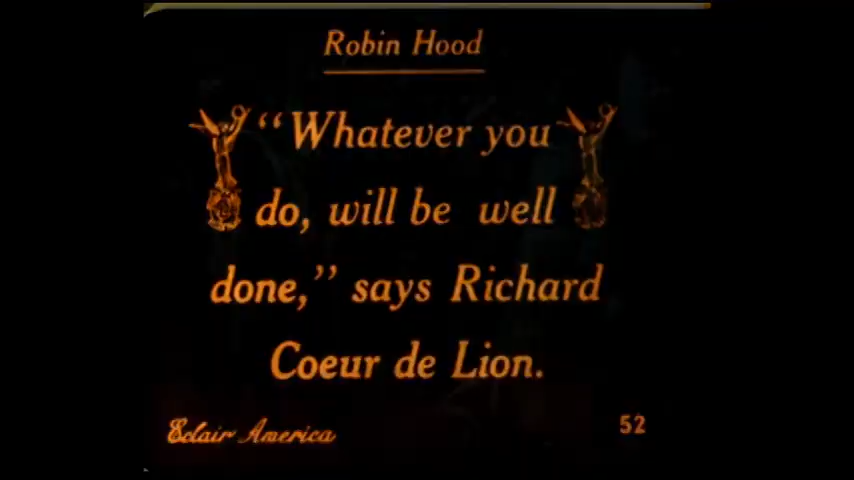 Robin Hood
"Whatever you
do, will be well
done," says Richard
Coeur de Lion.
Eclair America
52